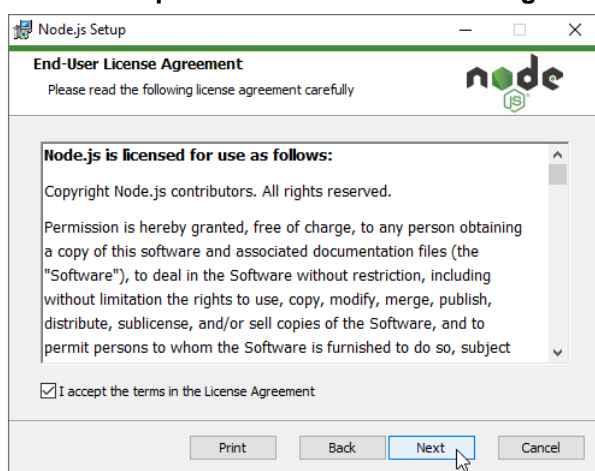 Node.js Setup
End-User License Agreement
Please read the following license agreement carefully
node
JS
Node.js is licensed for use as follows:
Copyright Node.js contributors. All rights reserved.
Permission is hereby granted, free of charge, to any person obtaining
a copy of this software and associated documentation files (the
"Software"), to deal in the Software without restriction, including
without limitation the rights to use, copy, modify, merge, publish,
distribute, sublicense, and/or sell copies of the Software, and to
permit persons to whom the Software is furnished to do so, subject
I accept the terms in the License Agreement
Print Back Next Cancel